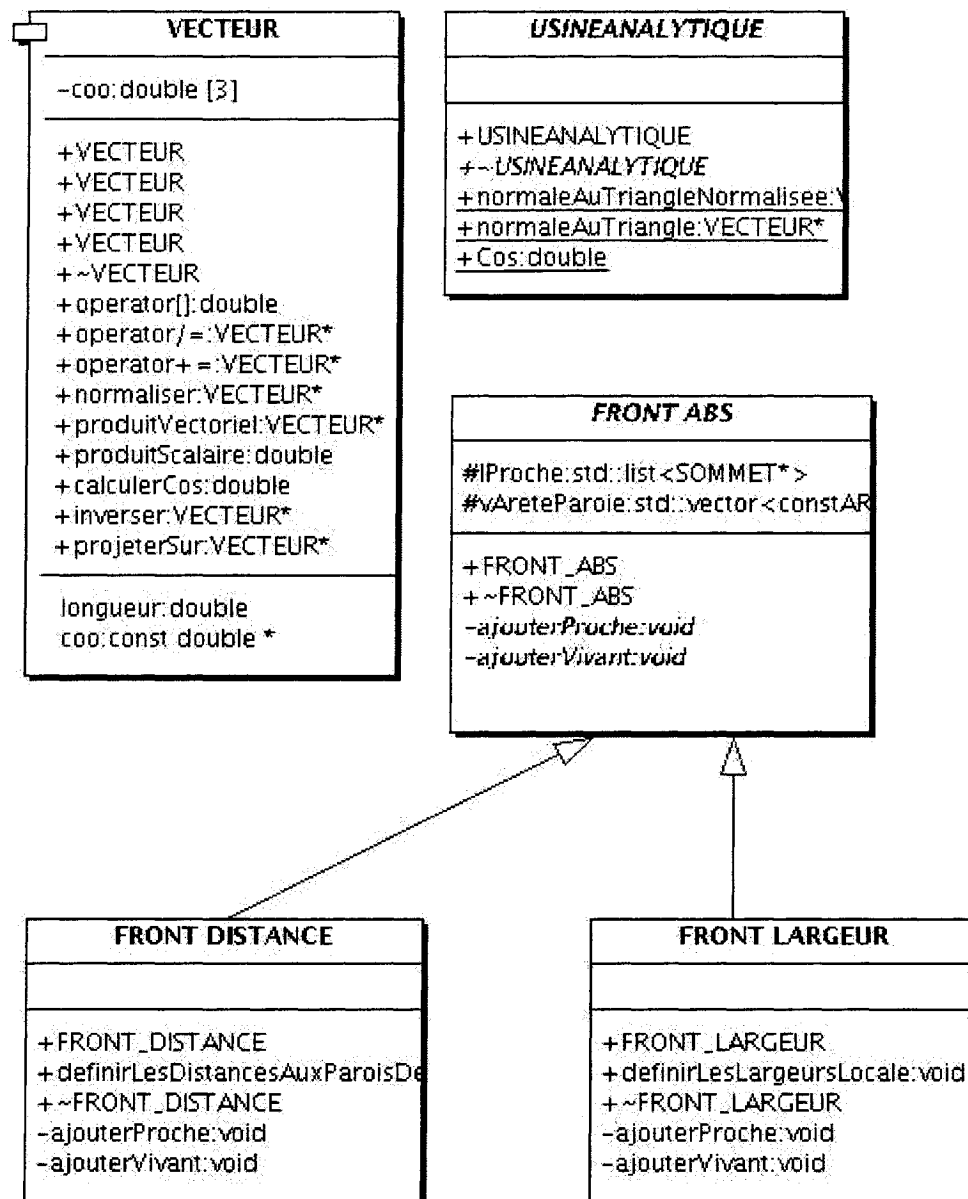 VECTEUR
-coo:double [3]
+VECTEUR
+VECTEUR
+VECTEUR
+VECTEUR
+~VECTEUR
+operator[]:double
+operator/=:VECTEUR*
+operator+=:VECTEUR*
+normaliser:VECTEUR*
+produitVectoriel:VECTEUR*
+produitScalaire:double
+calculerCos:double
+inverser:VECTEUR*
+projeterSur:VECTEUR*
longueur:double
coo:const double *
USINEANALYTIQUE
+USINEANALYTIQUE
+~USINEANALYTIQUE
+normaleAuTriangleNormalisee:V
+normaleAuTriangle:VECTEUR*
+Cos:double
FRONT ABS
#lProche:std::list<SOMMET*>
#vAreteParoie:std::vector<constAR
+FRONT_ABS
+~FRONT_ABS
-ajouterProche:void
-ajouterVivant:void
FRONT DISTANCE
+FRONT_DISTANCE
+definirLesDistancesAuxParoisDe
+~FRONT_DISTANCE
-ajouterProche:void
-ajouterVivant:void
FRONT LARGEUR
+FRONT_LARGEUR
+definirLesLargeursLocale:void
+~FRONT_LARGEUR
-ajouterProche:void
-ajouterVivant:void